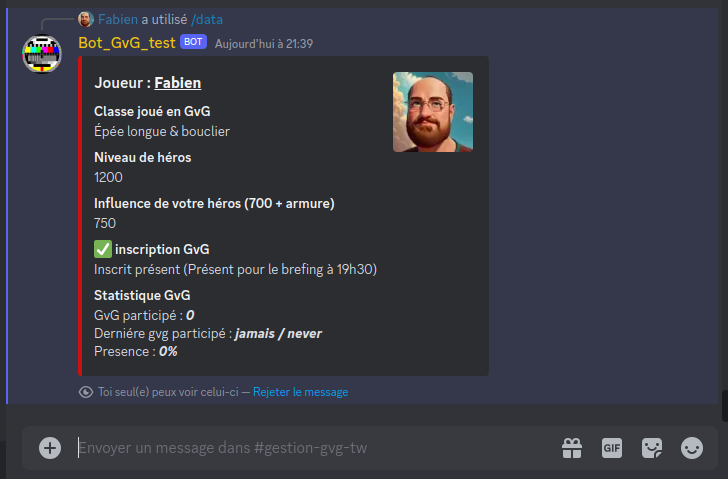 Fabien a utilisé /data
Bot_GvG_test BOT Aujourd'hui à 21:39
Joueur : Fabien
Classe joué en GvG
Épée longue & bouclier
Niveau de héros
1200
Influence de votre héros (700 + armure)
750
✅ inscription GvG
Inscrit présent (Présent pour le brefing à 19h30)
Statistique GvG
GvG participé : 0
Derniére gvg participé : jamais / never
Presence : 0%
Toi seul(e) peux voir celui-ci — Rejeter le message
Envoyer un message dans #gestion-gvg-tw
GIF